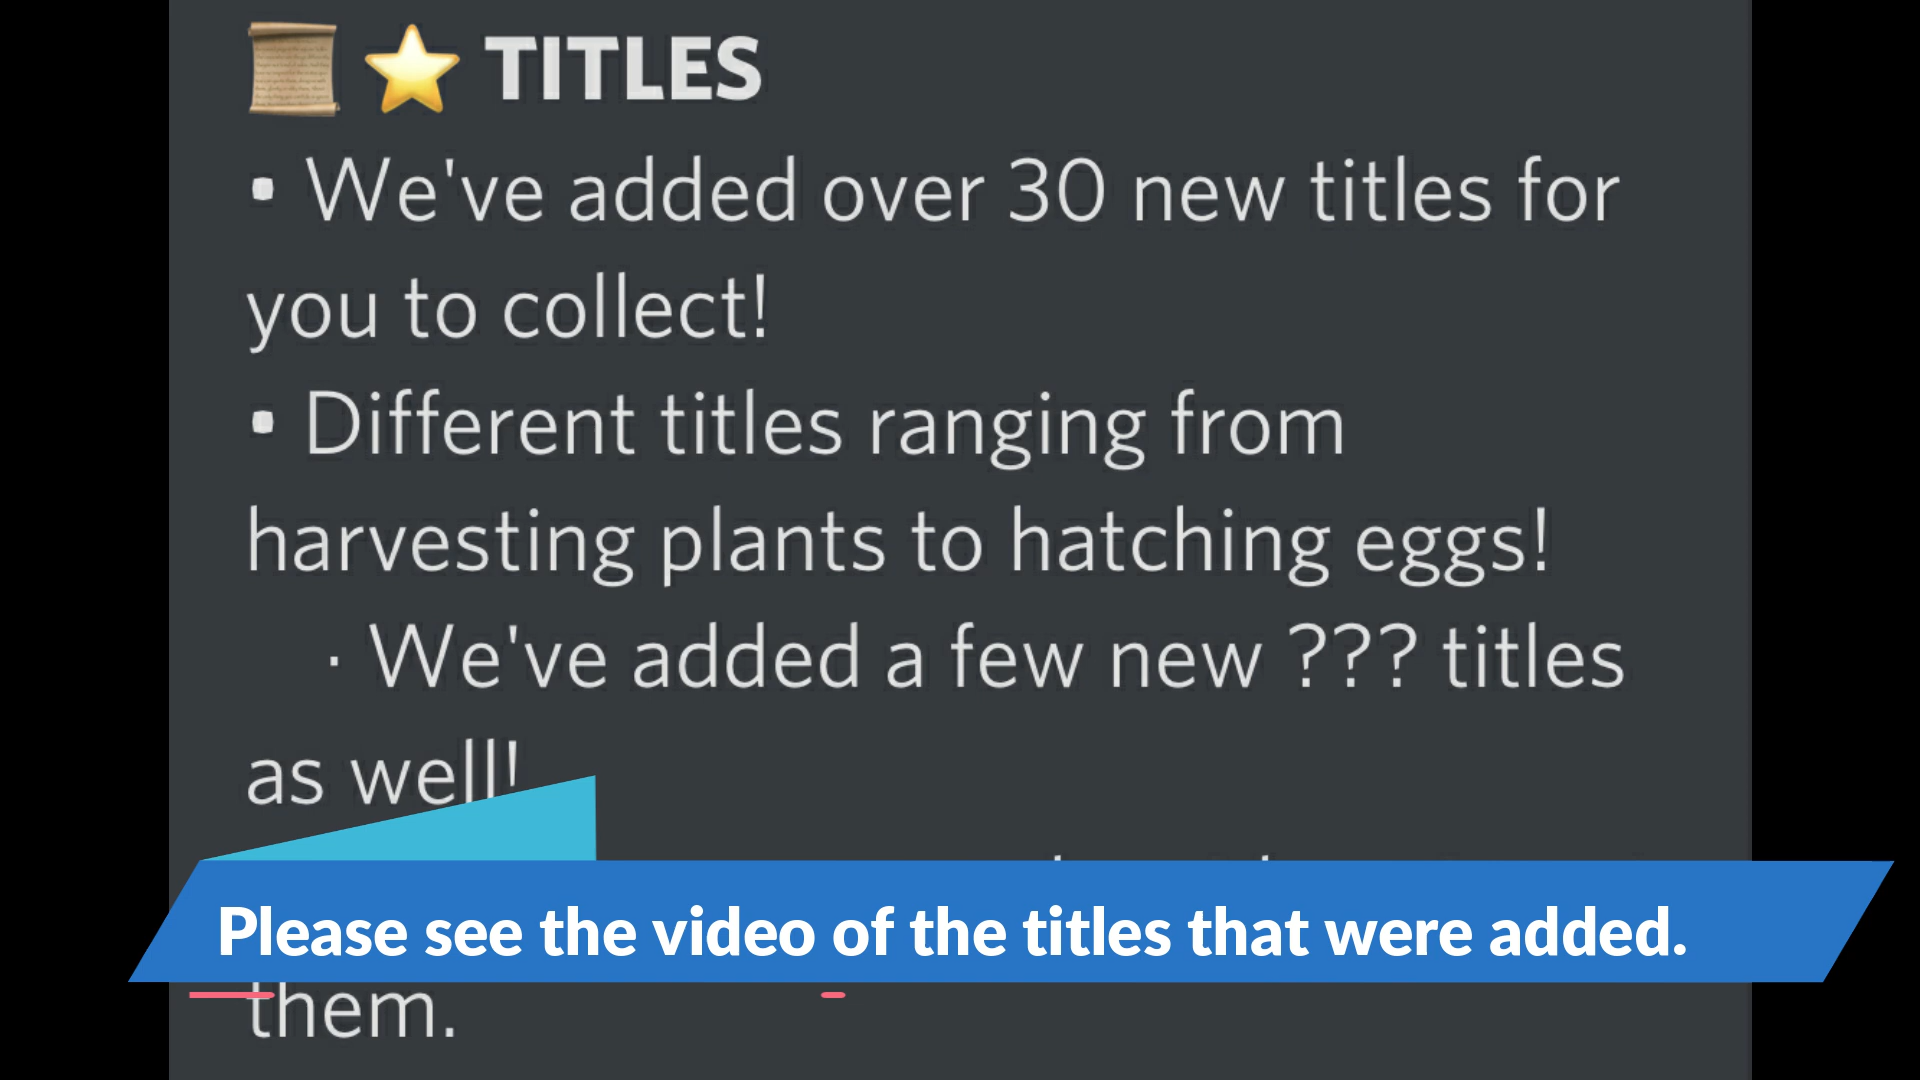 📜 ⭐ TITLES
• We've added over 30 new titles for
you to collect!
• Different titles ranging from
harvesting plants to hatching eggs!
· We've added a few new ??? titles
as well!
Please see the video of the titles that were added.
them.